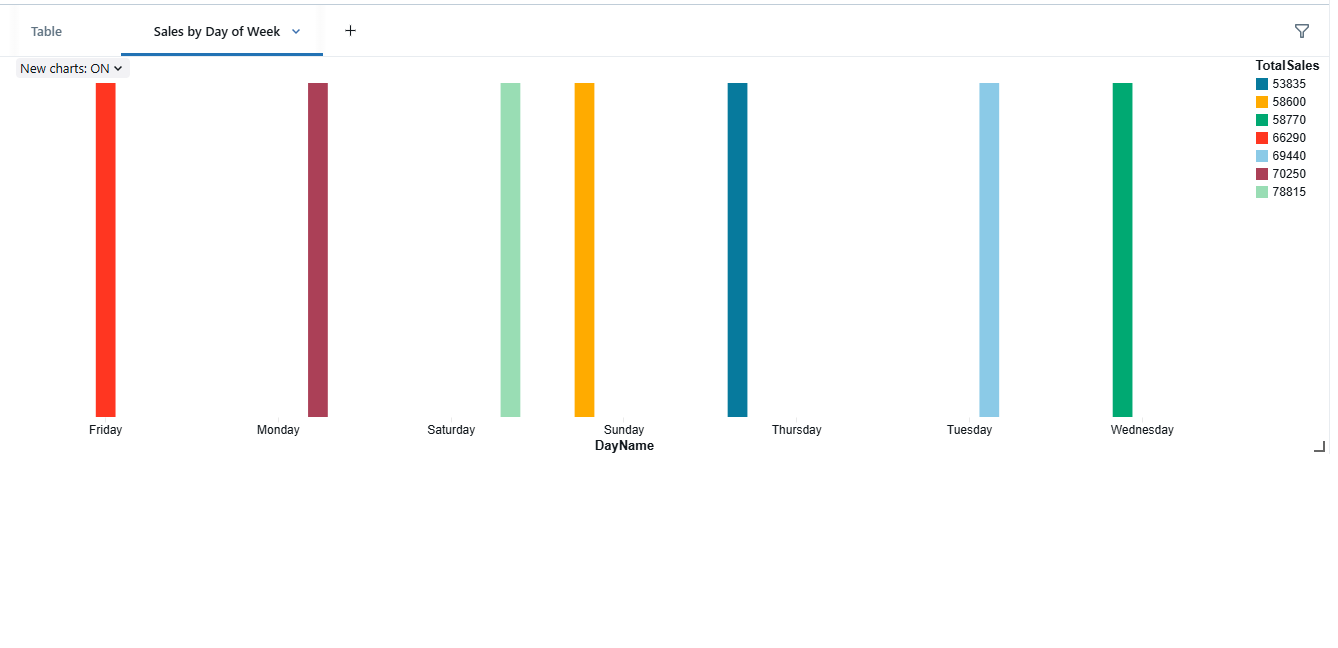 Table
Sales by Day of Week
+
New charts: ON
TotalSales
53835
58600
58770
66290
69440
70250
78815
Friday
Monday
Saturday
Sunday
Thursday
Tuesday
Wednesday
DayName